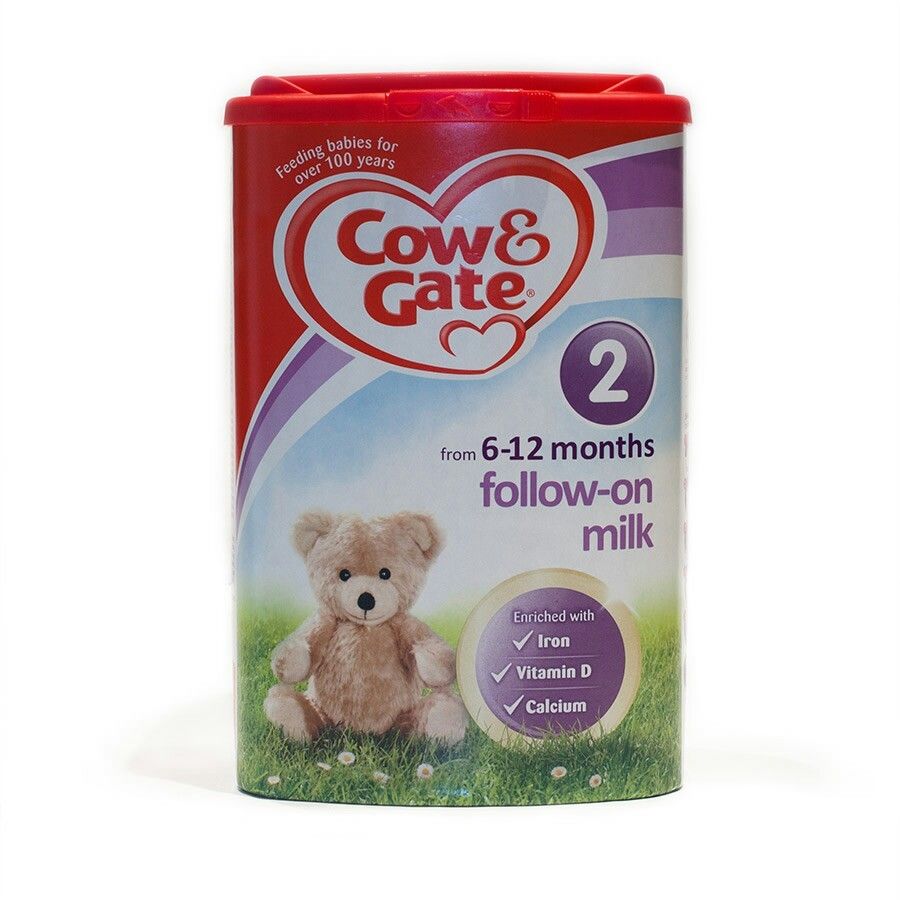 Feeding babies for
over 100 years
Cow &
Gate®
2
from 6-12 months
follow-on
milk
Enriched with
✓ Iron
✓ Vitamin D
✓ Calcium